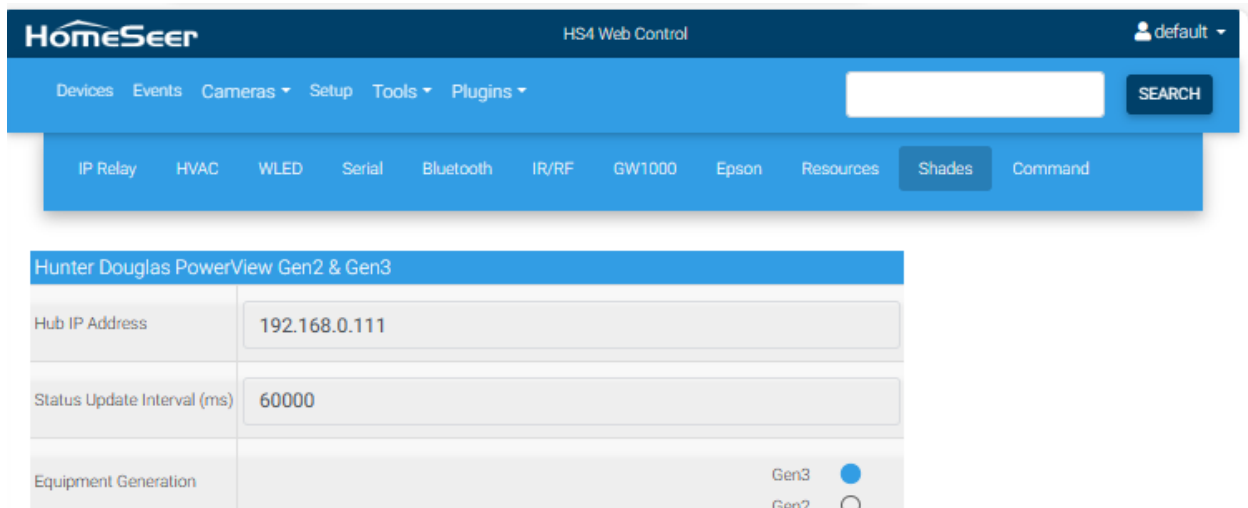 HomeSeer HS4 Web Control default
Devices Events Cameras Setup Tools Plugins SEARCH
IP Relay HVAC WLED Serial Bluetooth IR/RF GW1000 Epson Resources Shades Command
Hunter Douglas PowerView Gen2 & Gen3
Hub IP Address 192.168.0.111
Status Update Interval (ms) 60000
Gen3
Equipment Generation
Gen2